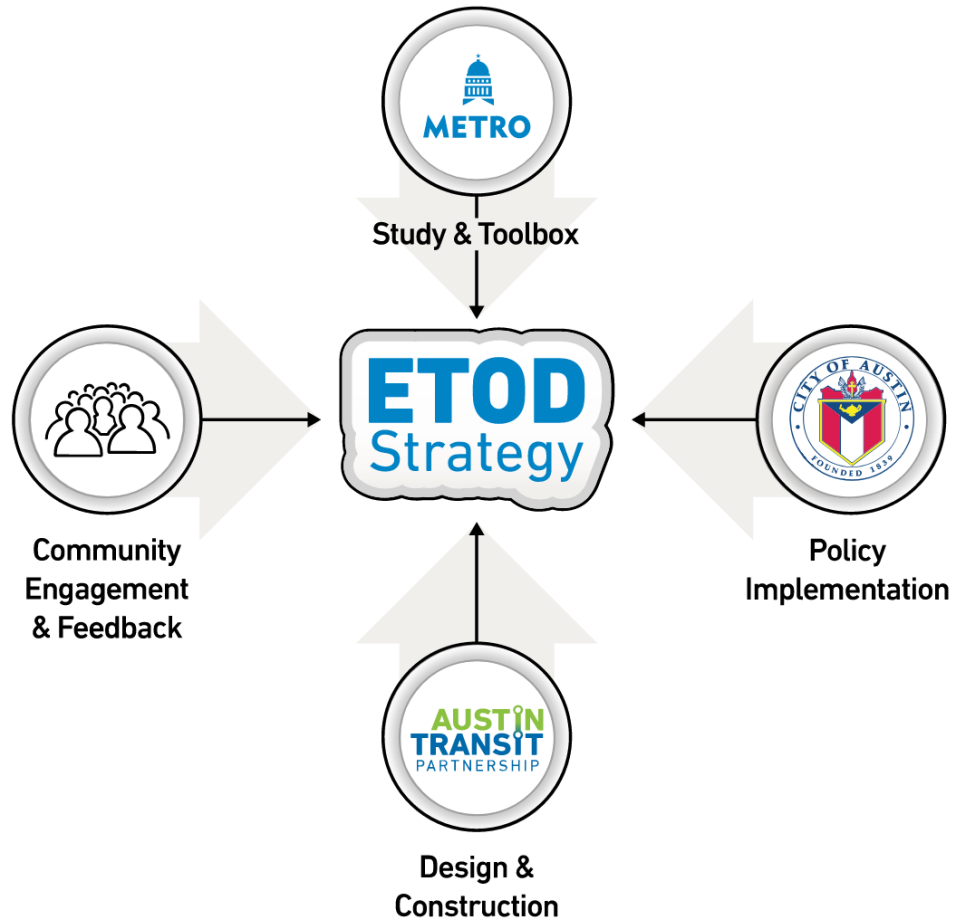 METRO
Study & Toolbox
ETOD
Strategy
CITY OF AUSTIN
FOUNDED 1839
Community
Engagement
& Feedback
Policy
Implementation
AUSTIN
TRANSIT
PARTNERSHIP
Design &
Construction